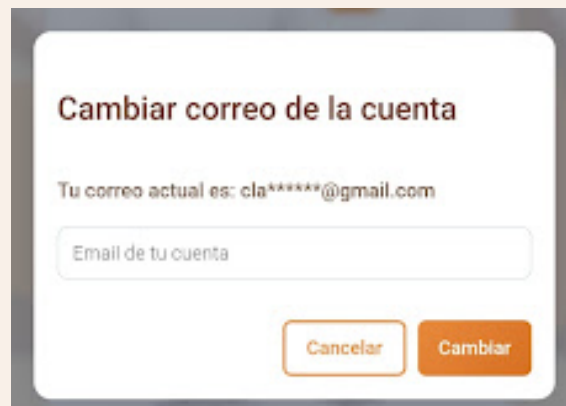 Cambiar correo de la cuenta
Tu correo actual es: cla******@gmail.com
Email de tu cuenta
Cancelar
Cambiar